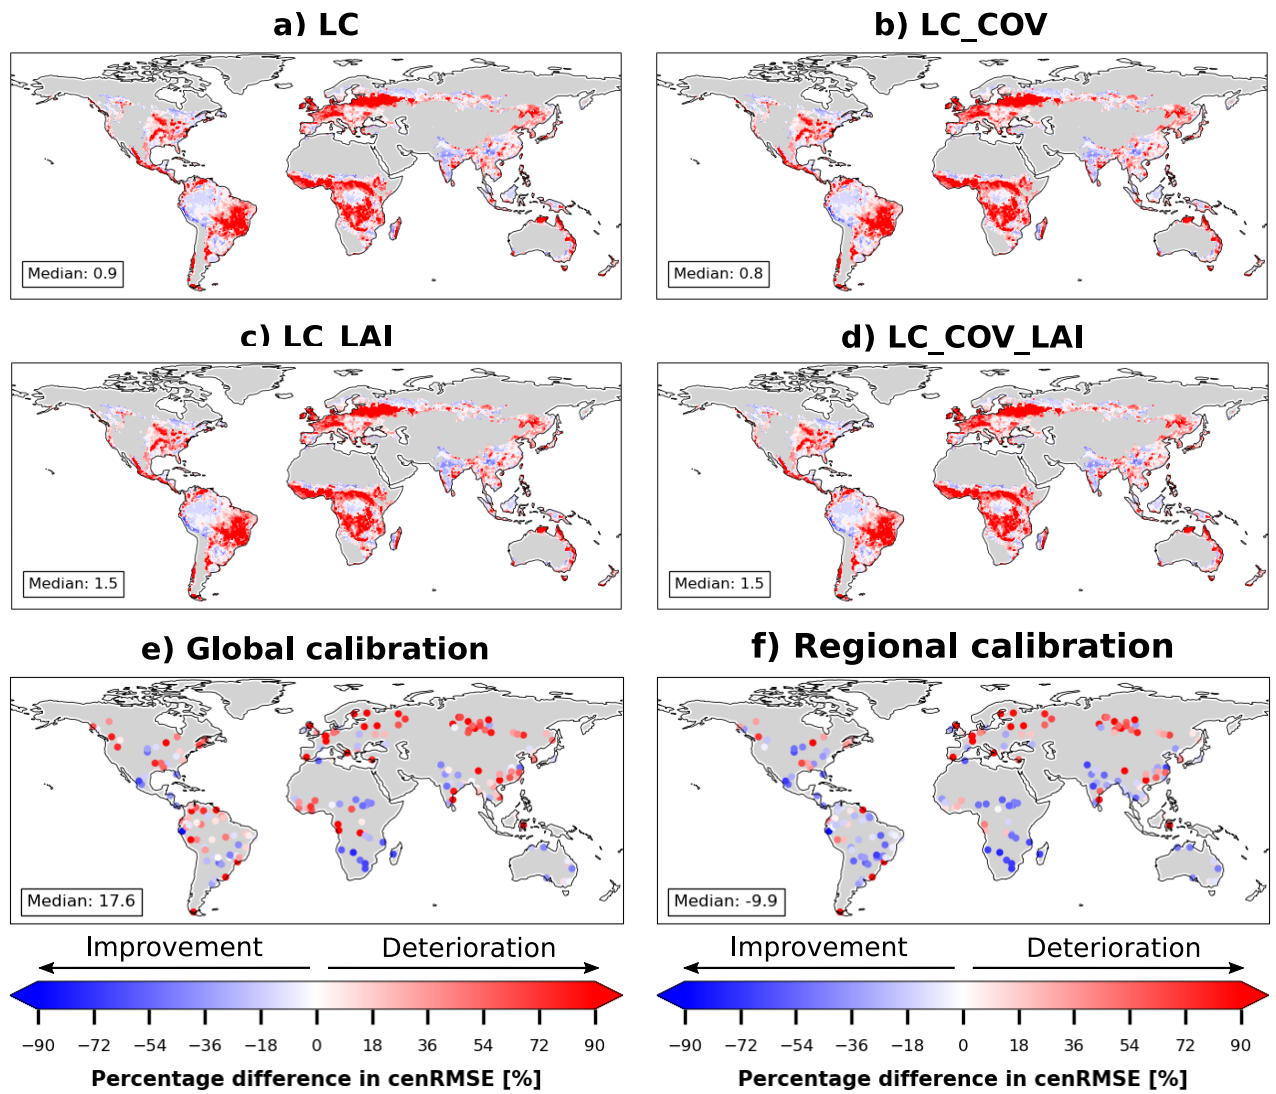 a) LC
b) LC_COV
Median: 0.9
Median: 0.8
c) LC LAI
d) LC_COV_LAI
Median: 1.5
Median: 1.5
e) Global calibration
f) Regional calibration
Median: 17.6
Median: -9.9
Improvement Deterioration
Improvement Deterioration
−90 −72 −54 −36 −18 0 18 36 54 72 90
−90 −72 −54 −36 −18 0 18 36 54 72 90
Percentage difference in cenRMSE [%]
Percentage difference in cenRMSE [%]